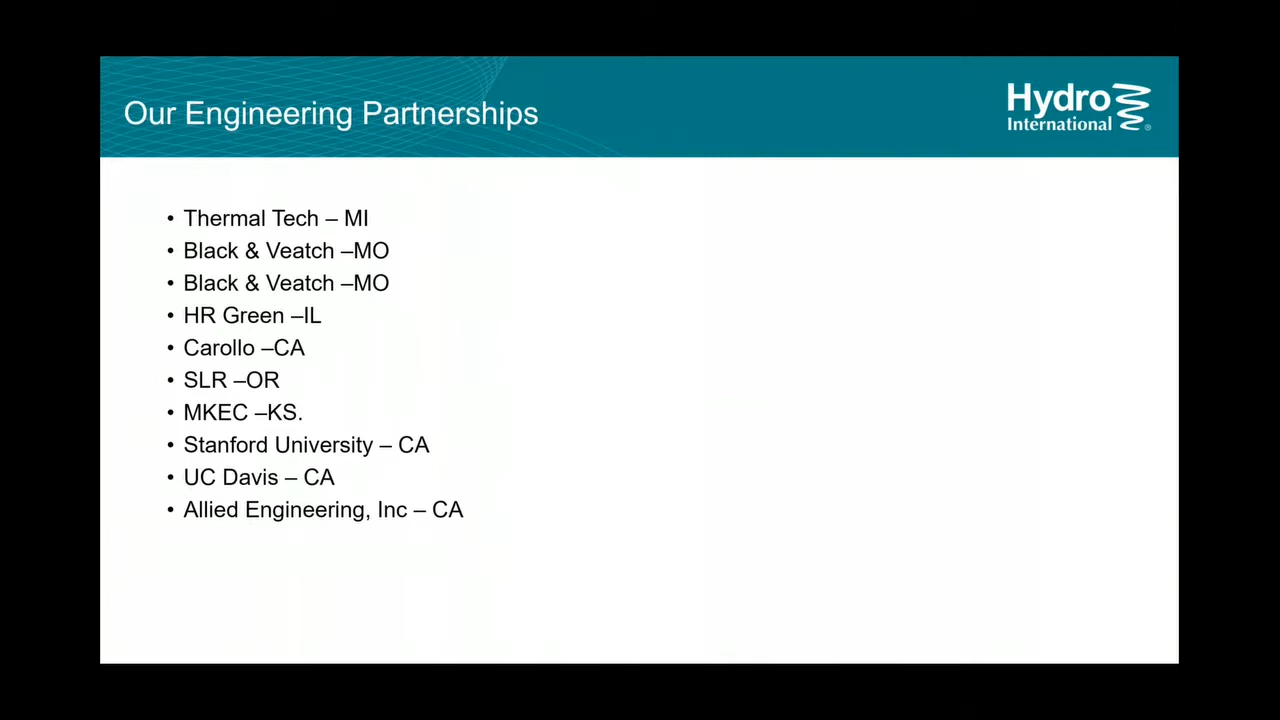 Our Engineering Partnerships
Hydro
International ®
• Thermal Tech – MI
• Black & Veatch –MO
• Black & Veatch –MO
• HR Green –IL
• Carollo –CA
• SLR –OR
• MKEC –KS.
• Stanford University – CA
• UC Davis – CA
• Allied Engineering, Inc – CA